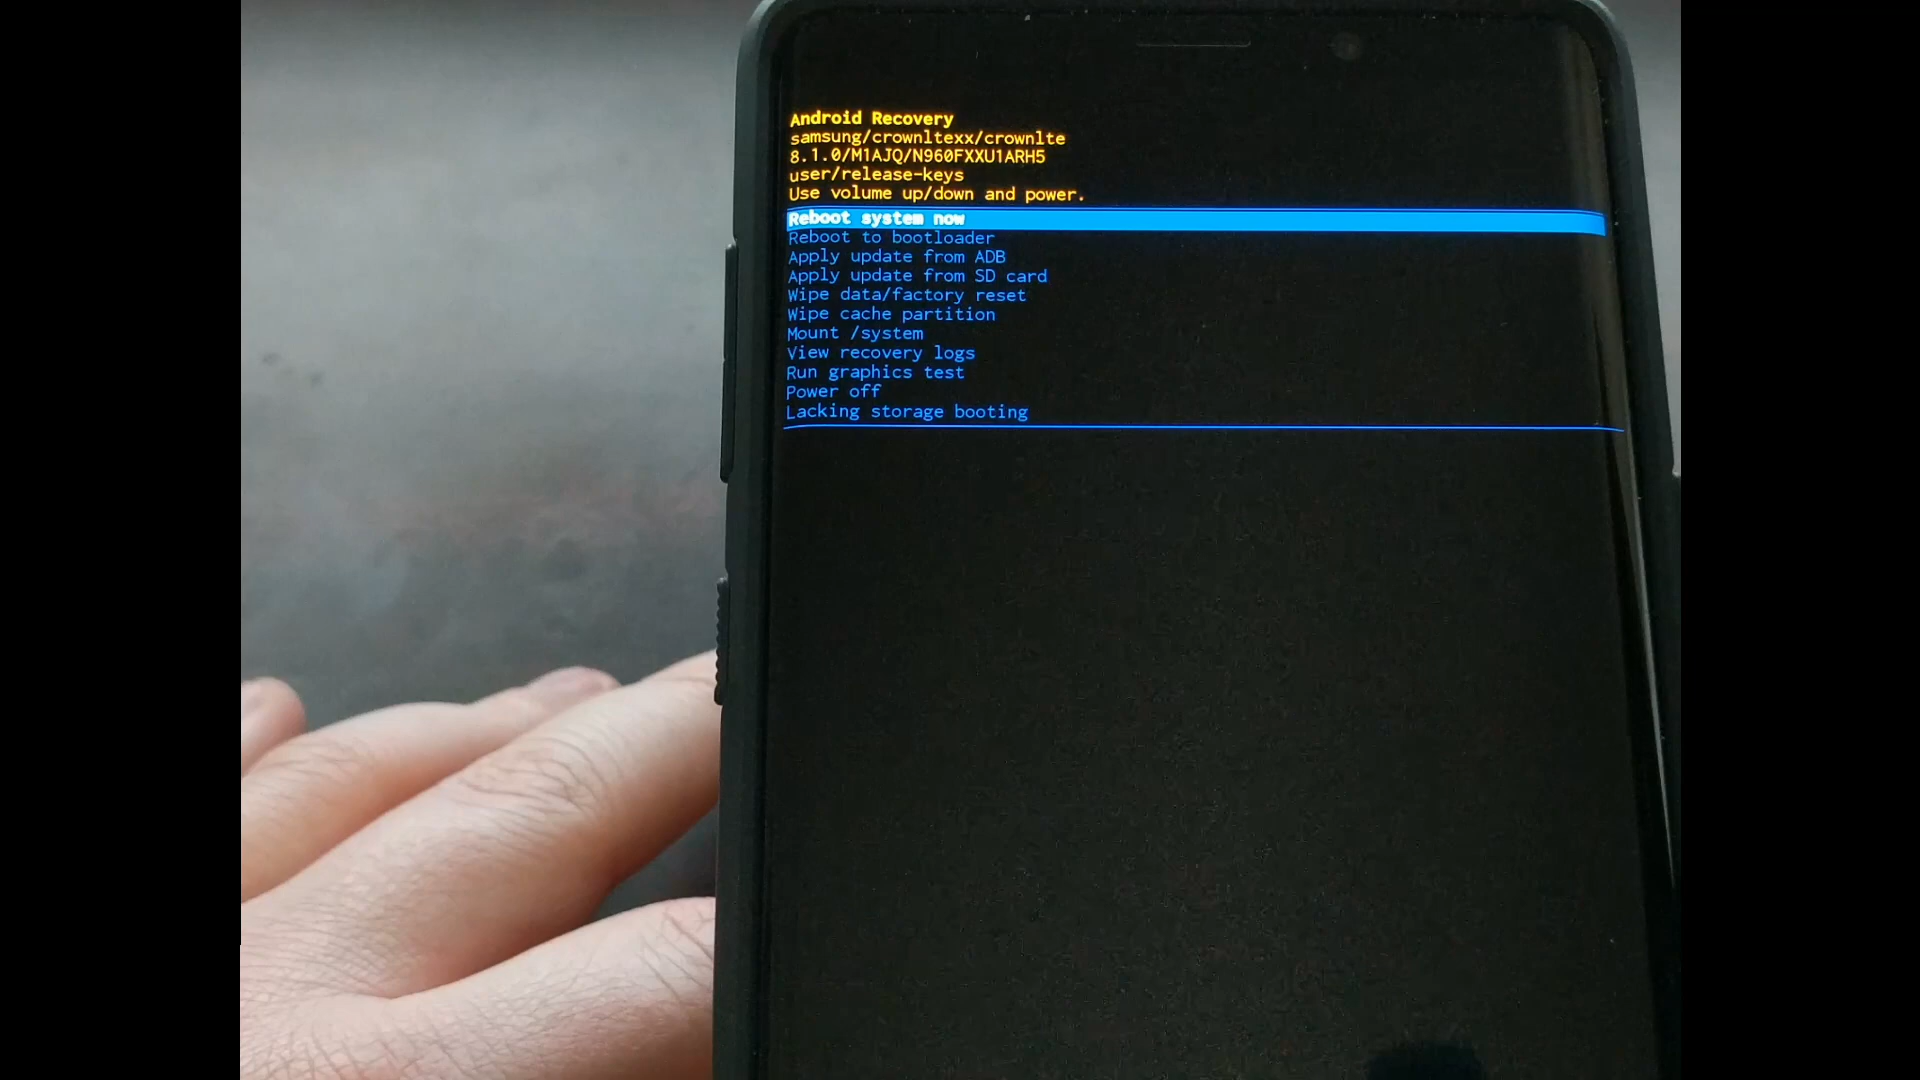 Android Recovery
samsung/crownltexx/crownlte
8.1.0/M1AJQ/N960FXXU1ARH5
user/release-keys
Use volume up/down and power.
Reboot system now
Reboot to bootloader
Apply update from ADB
Apply update from SD card
Wipe data/factory reset
Wipe cache partition
Mount /system
View recovery logs
Run graphics test
Power off
Lacking storage booting